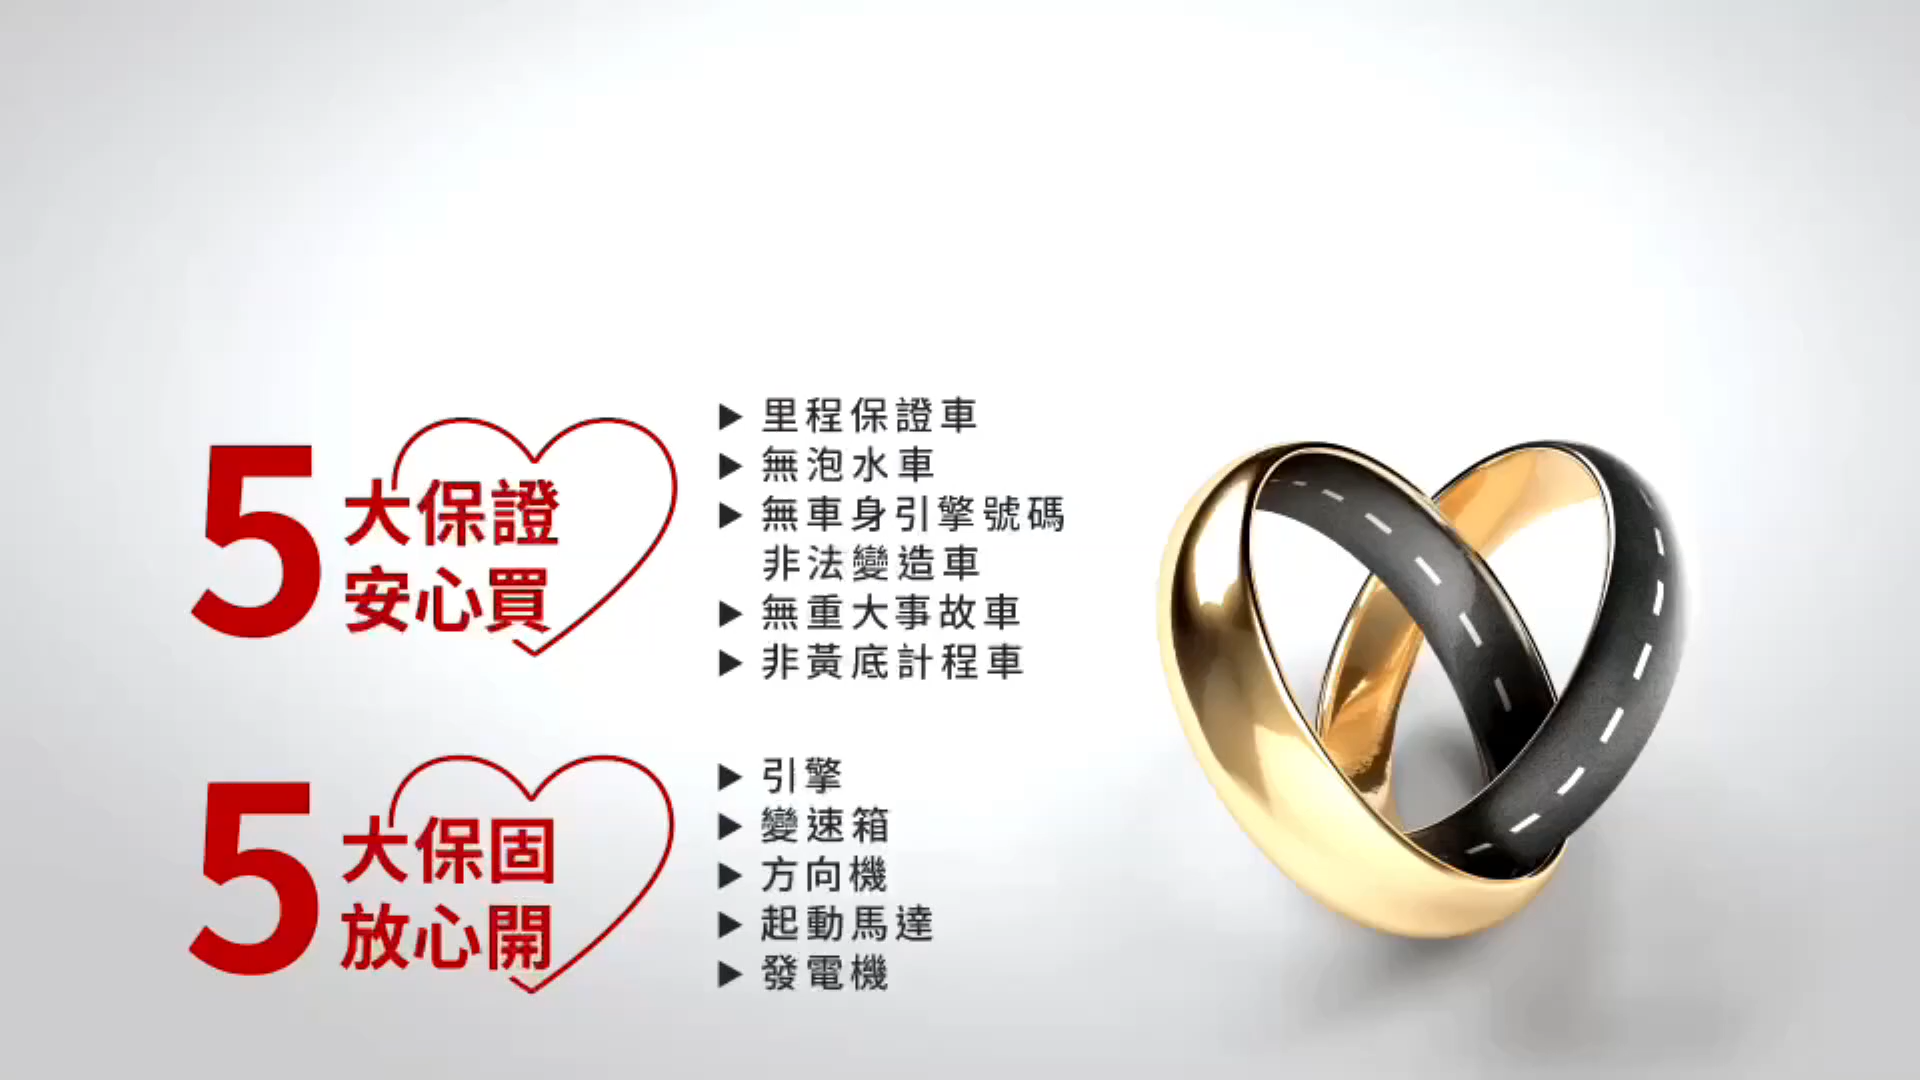 5大保證
安心買
▶里程保證車
▶無泡水車
▶無車身引擎號碼
非法變造車
▶無重大事故車
▶非黃底計程車
5大保固
放心開
▶引擎
▶變速箱
▶方向機
▶起動馬達
▶發電機